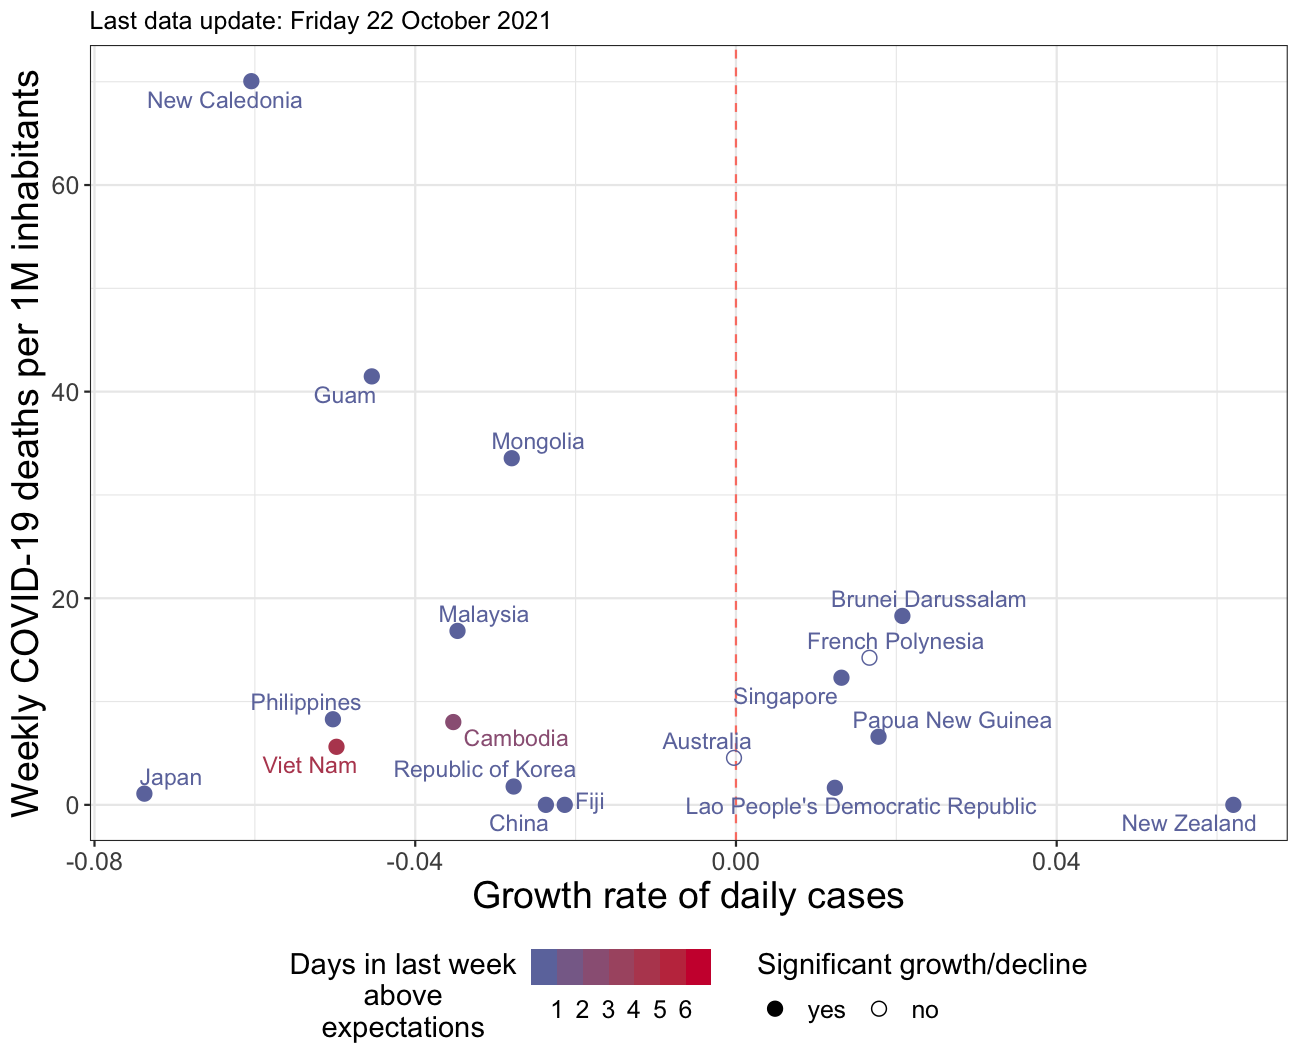 Last data update: Friday 22 October 2021
Weekly COVID-19 deaths per 1M inhabitants
60
40
20
0
New Caledonia
Guam
Mongolia
Brunei Darussalam
Malaysia
French Polynesia
Singapore
Philippines
Papua New Guinea
Cambodia
Australia
Viet Nam
Republic of Korea
Japan
Fiji
Lao People's Democratic Republic
China
New Zealand
-0.08
-0.04
0.00
0.04
Growth rate of daily cases
Days in last week
above
expectations
1 2 3 4 5 6
Significant growth/decline
yes
no